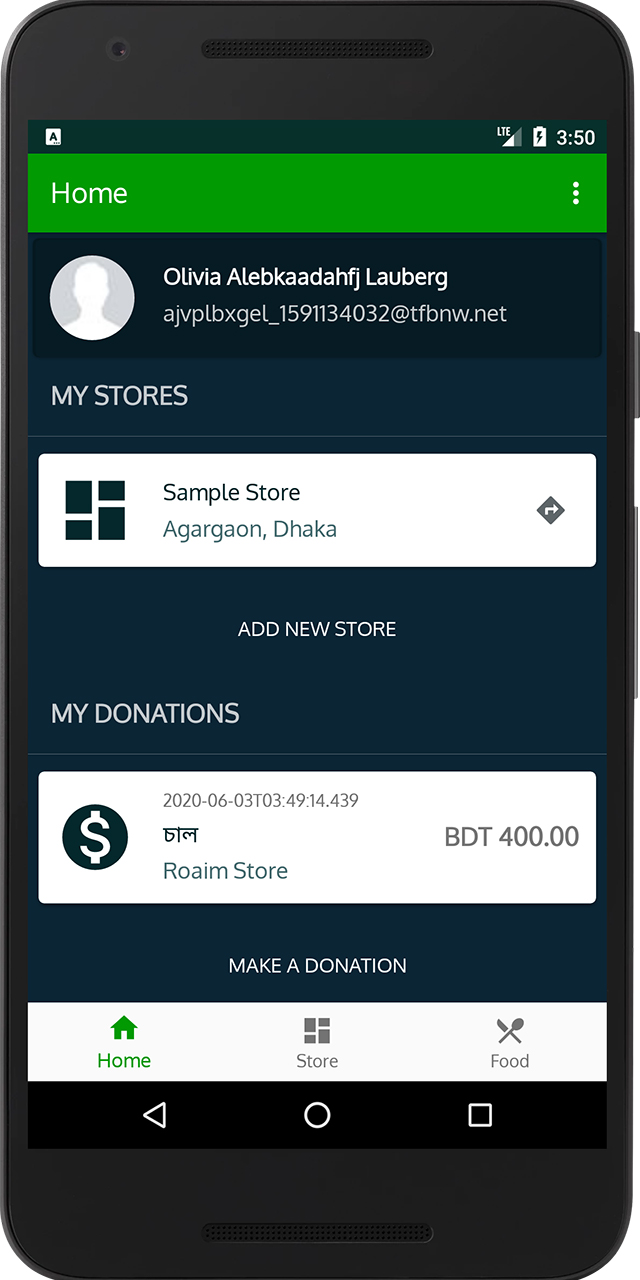 LTE 3:50
Home
Olivia Alebkaadahfj Lauberg
ajvplbxgel_1591134032@tfbnw.net
MY STORES
Sample Store
Agargaon, Dhaka
ADD NEW STORE
MY DONATIONS
2020-06-03T03:49:14.439
চাল
BDT 400.00
Roaim Store
MAKE A DONATION
Home
Store
Food